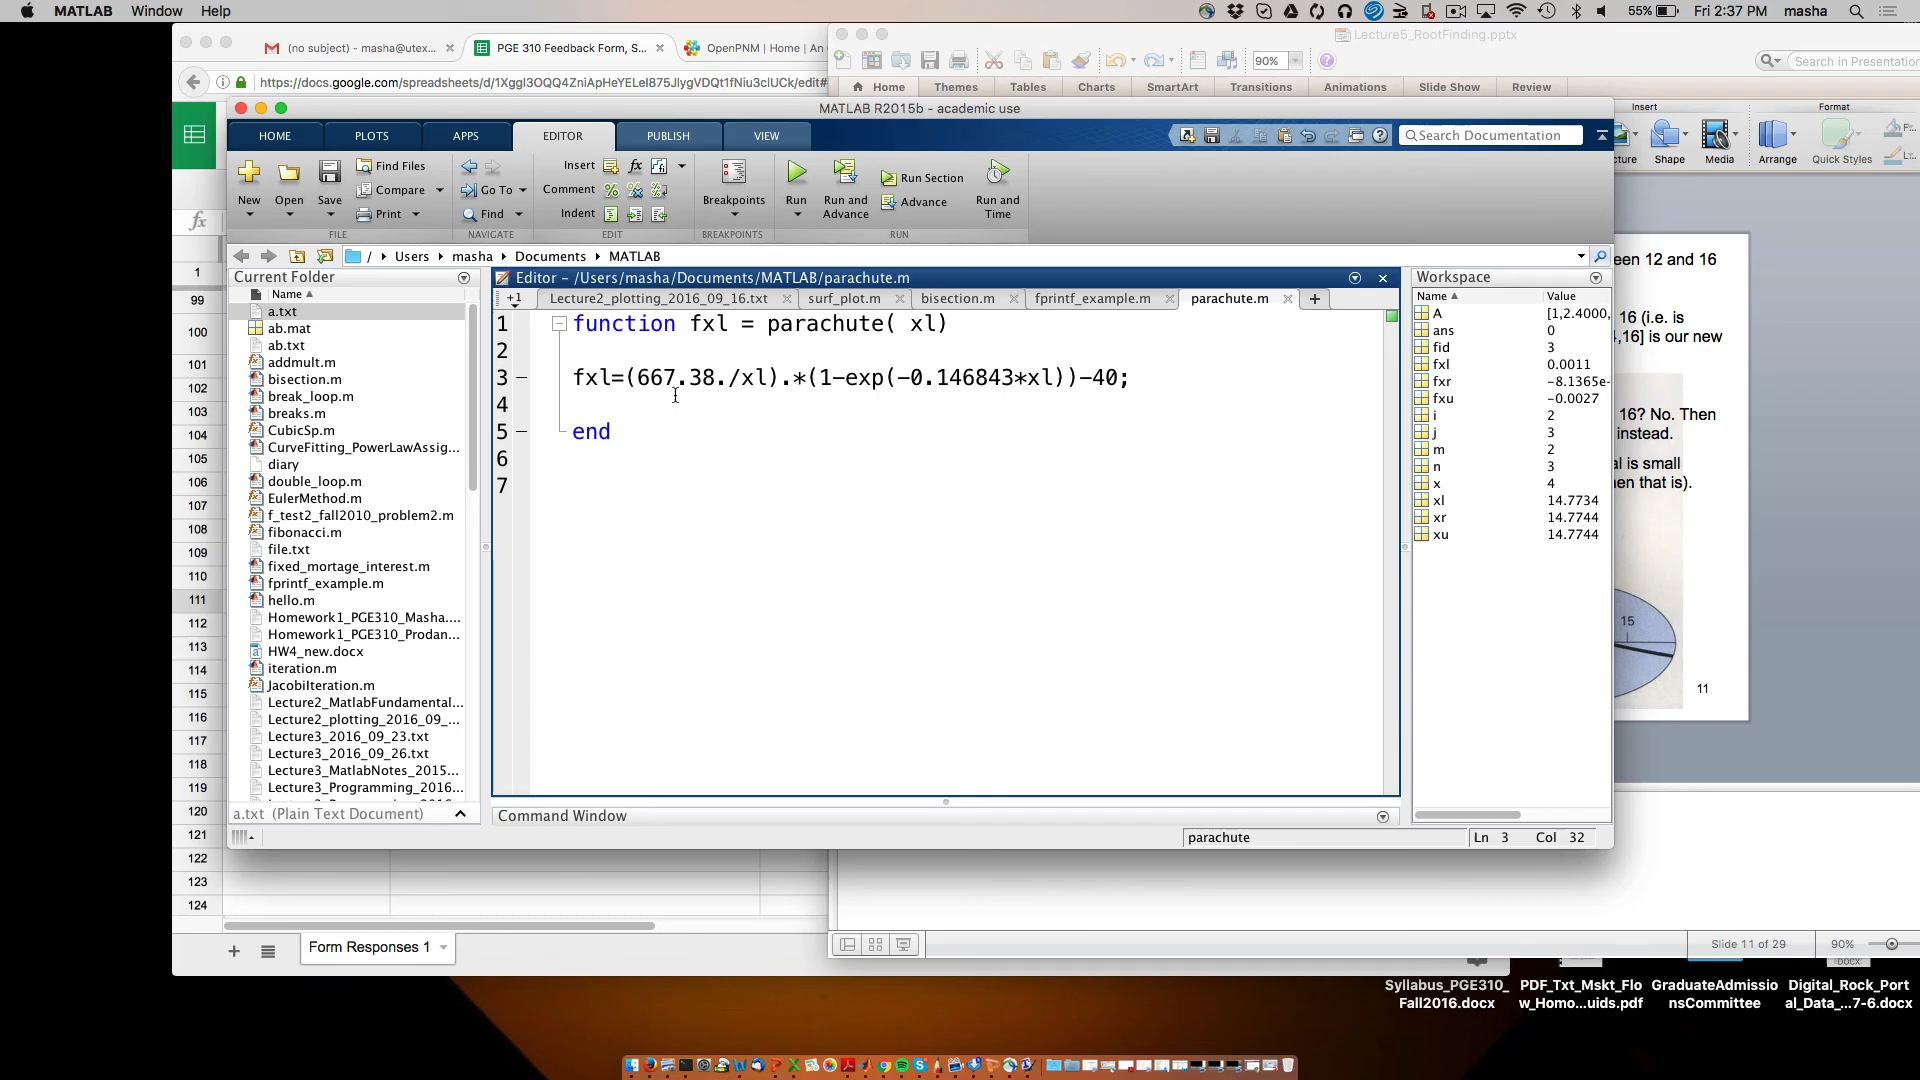 MATLAB Window Help
55% Fri 2:37 PM masha
(no subject) - masha@utex...
PGE 310 Feedback Form, S...
OpenPNM | Home | An
Lecture5_RootFinding.pptx
90%
Search in Presentation
Home Themes Tables Charts SmartArt Transitions Animations Slide Show Review
Insert Format
Shape Media Arrange Quick Styles
MATLAB R2015b - academic use
HOME PLOTS APPS EDITOR PUBLISH VIEW
Search Documentation
New Open Save
Find Files
Compare
Print
FILE
Go To
Find
NAVIGATE
Insert
Comment
Indent
EDIT
Breakpoints
BREAKPOINTS
Run
Run and Advance
Run Section
Advance
Run and Time
RUN
/ Users masha Documents MATLAB
Current Folder
Name
a.txt
ab.mat
ab.txt
addmult.m
bisection.m
break_loop.m
breaks.m
CubicSp.m
CurveFitting_PowerLawAssig...
diary
double_loop.m
EulerMethod.m
f_test2_fall2010_problem2.m
fibonacci.m
file.txt
fixed_mortage_interest.m
fprintf_example.m
hello.m
Homework1_PGE310_Masha....
Homework1_PGE310_Prodan...
HW4_new.docx
iteration.m
JacobiIteration.m
Lecture2_MatlabFundamental...
Lecture2_plotting_2016_09_...
Lecture3_2016_09_23.txt
Lecture3_2016_09_26.txt
Lecture3_MatlabNotes_2015...
Lecture3_Programming_2016...
a.txt (Plain Text Document)
Editor - /Users/masha/Documents/MATLAB/parachute.m
+1 Lecture2_plotting_2016_09_16.txt surf_plot.m bisection.m fprintf_example.m parachute.m
1 function fxl = parachute( xl)
2
3 fxl=(667.38./xl).*(1-exp(-0.146843*xl))-40;
4
5 end
6
7
Command Window
parachute Ln 3 Col 32
Workspace
Name Value
A [1,2.4000,
ans 0
fid 3
fxl 0.0011
fxr -8.1365e-
fxu -0.0027
i 2
j 3
m 2
n 3
x 4
xl 14.7734
xr 14.7744
xu 14.7744
een 12 and 16
16 (i.e. is
,16] is our new
16? No. Then
instead.
al is small
en that is).
15
11
fx
1
99
100
101
102
103
104
105
106
107
108
109
110
111
112
113
114
115
116
117
118
119
120
121
122
123
124
Form Responses 1
Slide 11 of 29 90%
Syllabus_PGE310_
Fall2016.docx
PDF_Txt_Mskt_Flo
w_Homo...uids.pdf
GraduateAdmissio
nsCommittee
Digital_Rock_Port
al_Data_...7-6.docx